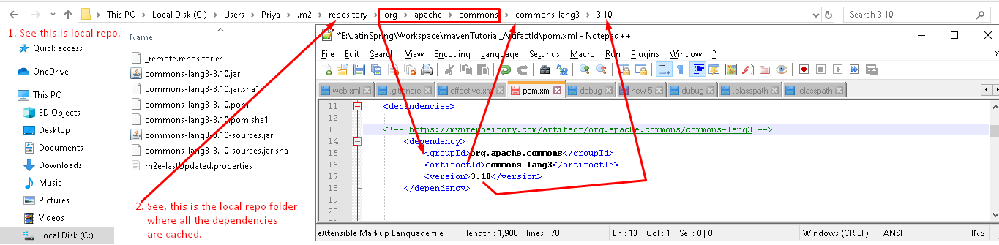 This PC > Local Disk (C:) > Users > Priya > .m2 > repository > org > apache > commons > commons-lang3 > 3.10
Search 3.10
1. See this is local repo.
Quick access
OneDrive
This PC
3D Objects
Desktop
Documents
Downloads
Music
Pictures
Videos
Local Disk (C:)
Name
_remote.repositories
commons-lang3-3.10.jar
commons-lang3-3.10.jar.sha1
commons-lang3-3.10.pom
commons-lang3-3.10.pom.sha1
commons-lang3-3.10-sources.jar
commons-lang3-3.10-sources.jar.sha1
m2e-lastUpdated.properties
2. See, this is the local repo folder
where all the dependencies
are cached.
*E:\JatinSpring\Workspace\mavenTutorial_ArtifactId\pom.xml - Notepad++
File Edit Search View Encoding Language Settings Macro Run Plugins Window ?
web.xml .gitignore effective.xml pom.xml debug new 5 dubug .classpath .classpath
11 <dependencies>
12
13 <!-- https://mvnrepository.com/artifact/org.apache.commons/commons-lang3 -->
14 <dependency>
15 <groupId>org.apache.commons</groupId>
16 <artifactId>commons-lang3</artifactId>
17 <version>3.10</version>
18 </dependency>
19
20
eXtensible Markup Language file length : 1,908 lines : 78 Ln : 13 Col : 1 Sel : 0 | 0 Windows (CR LF) ANSI INS